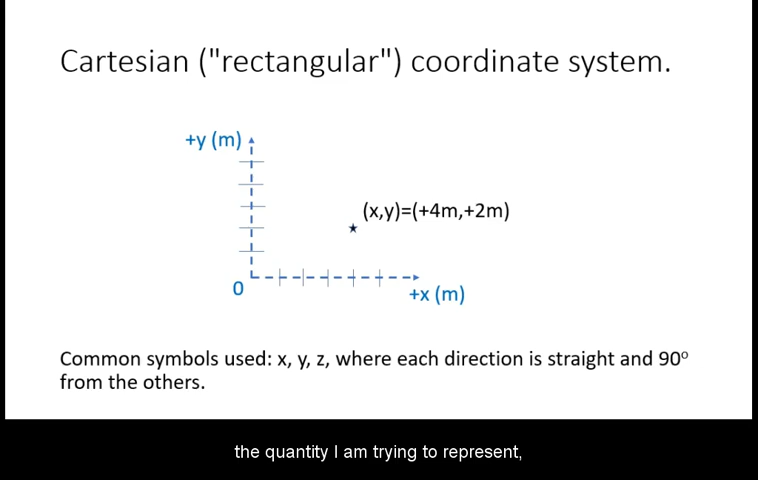 Cartesian ("rectangular") coordinate system.
+y (m)
(x,y)=(+4m,+2m)
0
+x (m)
Common symbols used: x, y, z, where each direction is straight and 90º
from the others.
the quantity I am trying to represent,